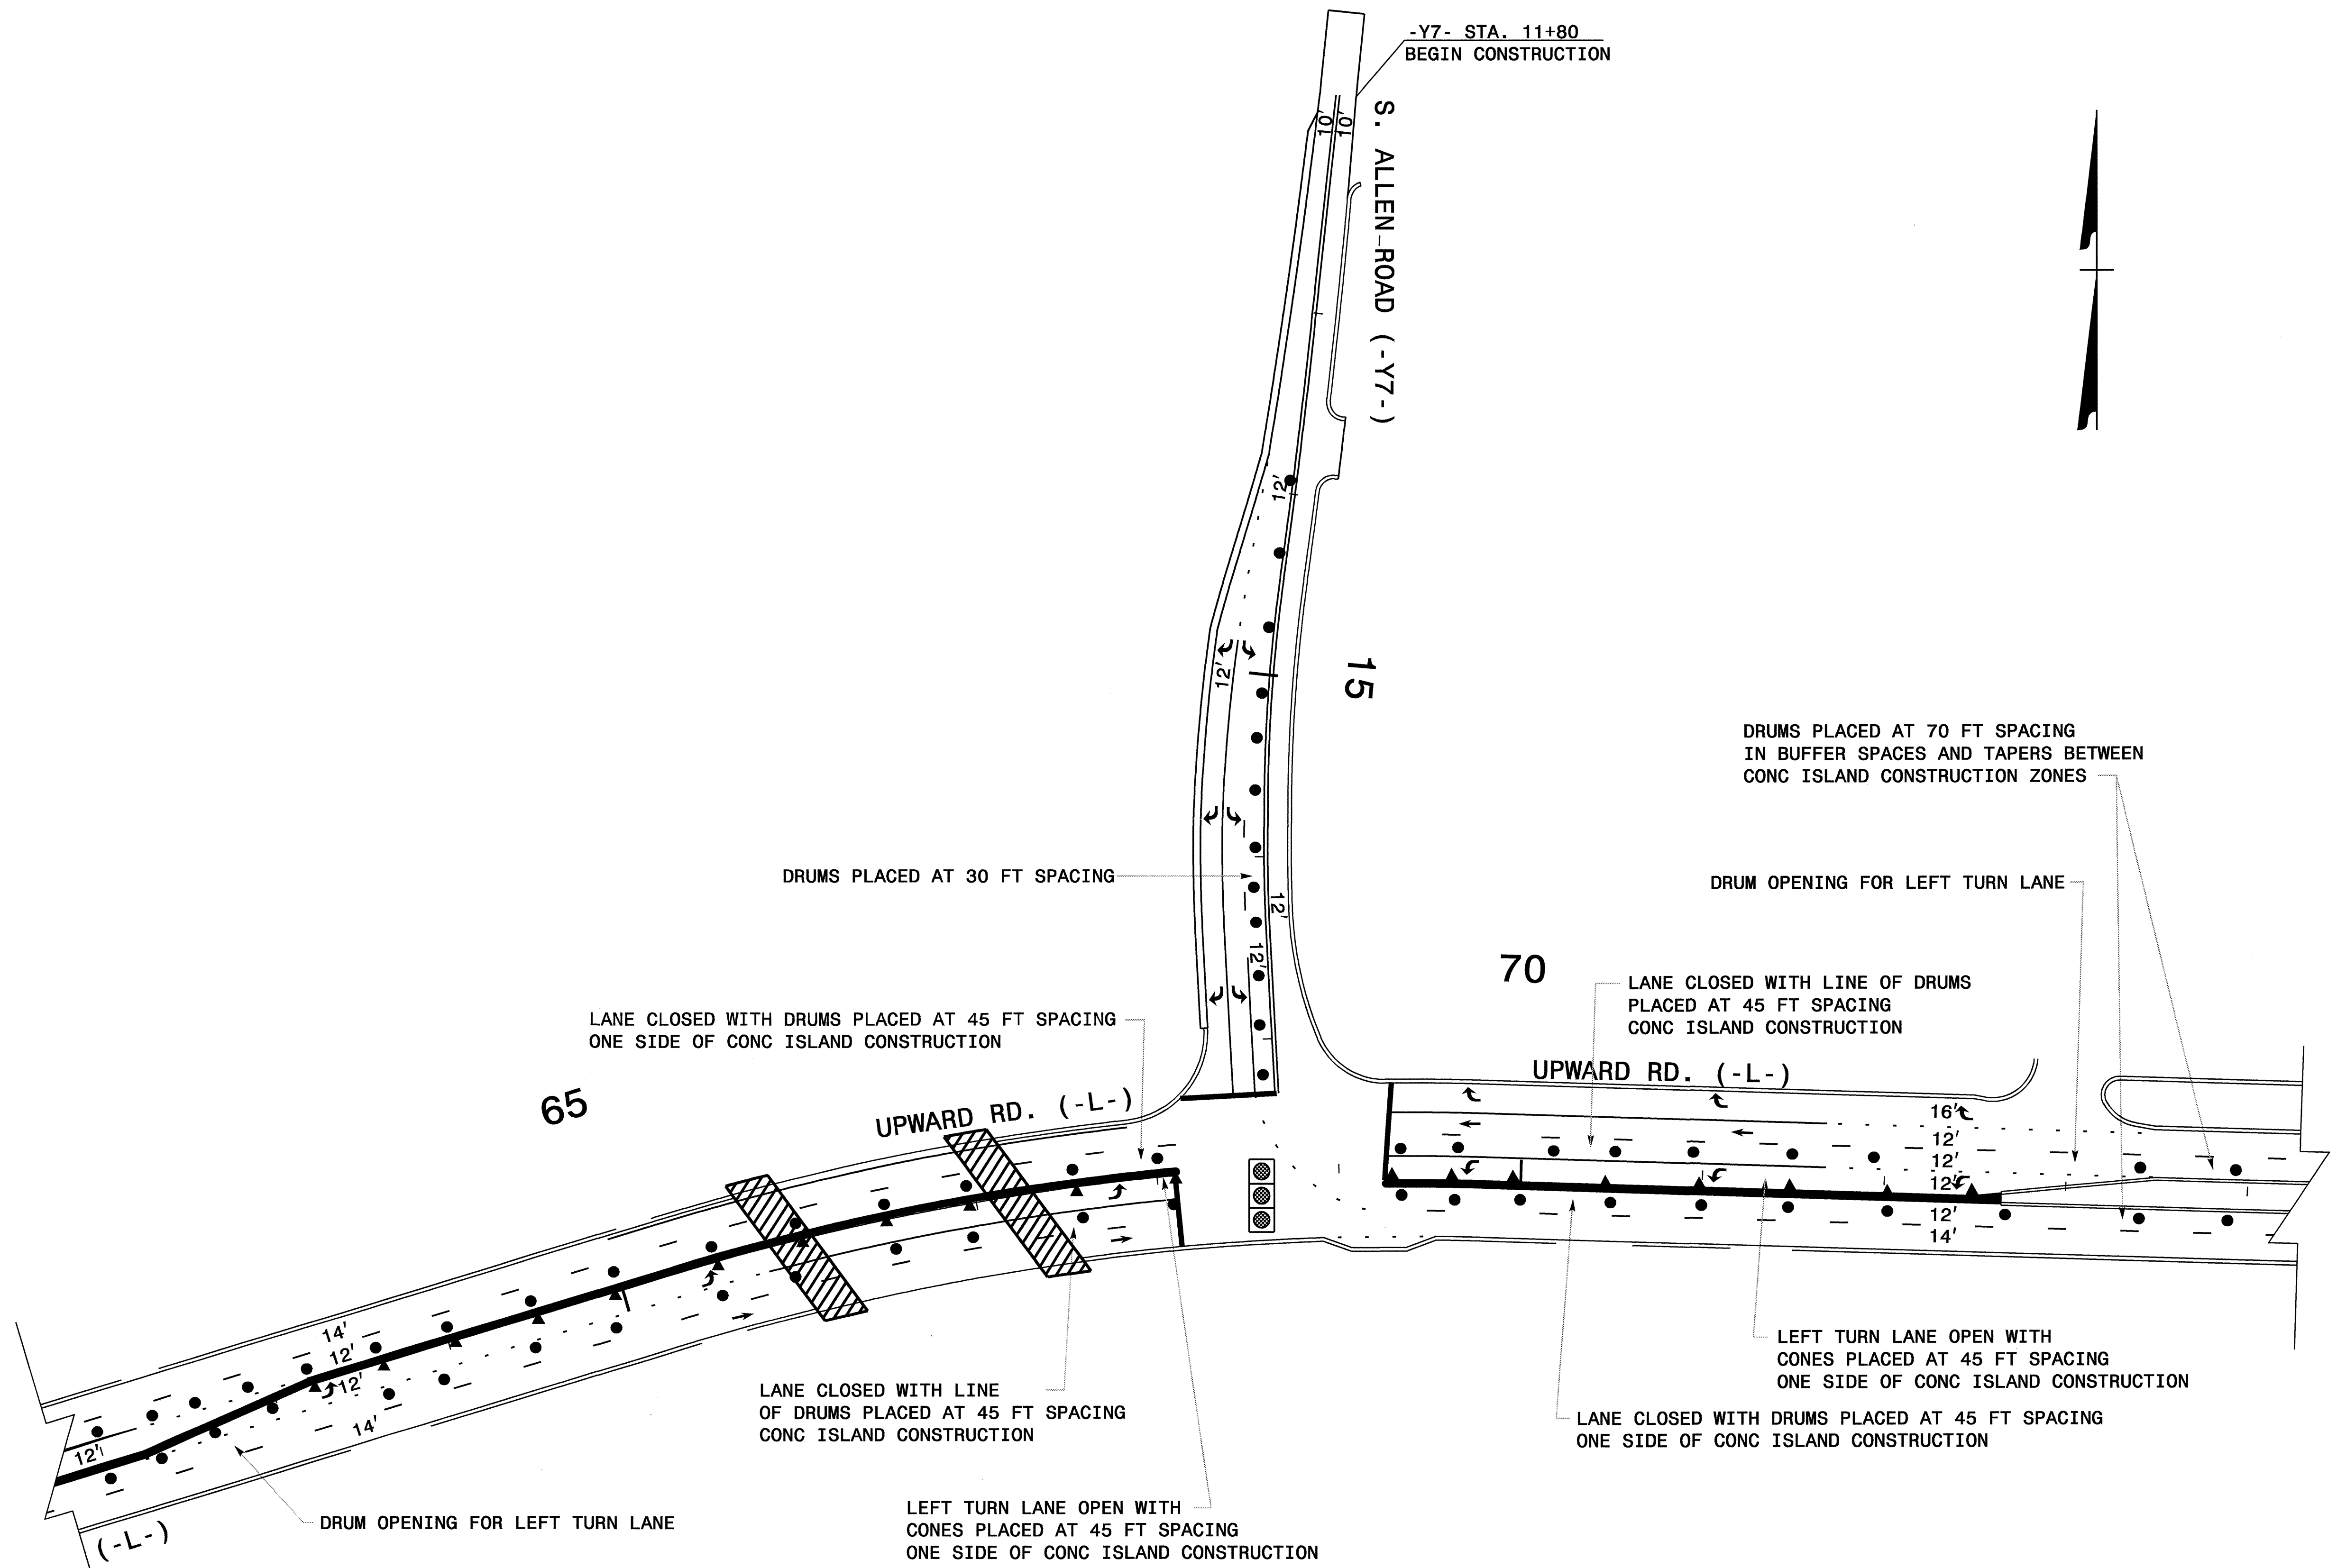 -Y7- STA. 11+80
BEGIN CONSTRUCTION
10'
10'
S. ALLEN ROAD (-Y7-)
12'
12'
15
DRUMS PLACED AT 70 FT SPACING
IN BUFFER SPACES AND TAPERS BETWEEN
CONC ISLAND CONSTRUCTION ZONES
DRUMS PLACED AT 30 FT SPACING
DRUM OPENING FOR LEFT TURN LANE
12'
12'
70
LANE CLOSED WITH LINE OF DRUMS
PLACED AT 45 FT SPACING
CONC ISLAND CONSTRUCTION
LANE CLOSED WITH DRUMS PLACED AT 45 FT SPACING
ONE SIDE OF CONC ISLAND CONSTRUCTION
65
UPWARD RD. (-L-)
UPWARD RD. (-L-)
16'
12'
12'
12'
12'
14'
14'
12'
12'
14'
12'
LEFT TURN LANE OPEN WITH
CONES PLACED AT 45 FT SPACING
ONE SIDE OF CONC ISLAND CONSTRUCTION
LANE CLOSED WITH LINE
OF DRUMS PLACED AT 45 FT SPACING
CONC ISLAND CONSTRUCTION
LANE CLOSED WITH DRUMS PLACED AT 45 FT SPACING
ONE SIDE OF CONC ISLAND CONSTRUCTION
DRUM OPENING FOR LEFT TURN LANE
(-L-)
LEFT TURN LANE OPEN WITH
CONES PLACED AT 45 FT SPACING
ONE SIDE OF CONC ISLAND CONSTRUCTION